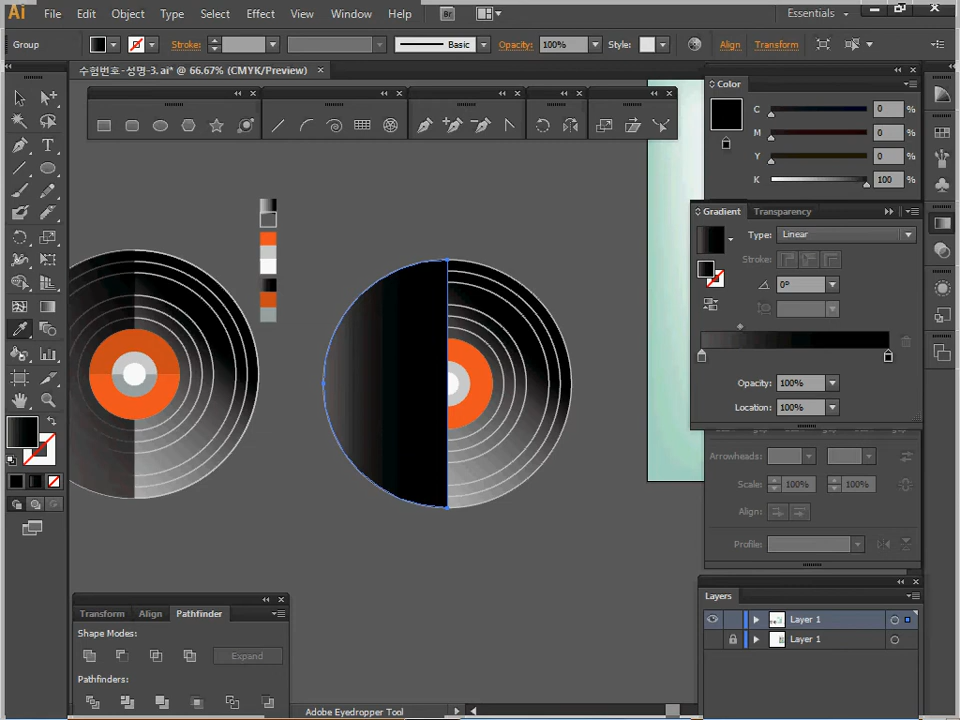 Ai File Edit Object Type Select Effect View Window Help Br Essentials
Group Stroke: Basic Opacity: 100% Style: Align Transform
수험번호-성명-3.ai* @ 66.67% (CMYK/Preview)
Color
C 0 %
M 0 %
Y 0 %
K 100 %
Gradient Transparency
Type: Linear
Stroke:
0°
Opacity: 100%
Location: 100%
Arrowheads:
Scale: 100% 100%
Align:
Profile:
Layers
Layer 1
Layer 1
Transform Align Pathfinder
Shape Modes:
Expand
Pathfinders:
Adobe Eyedropper Tool